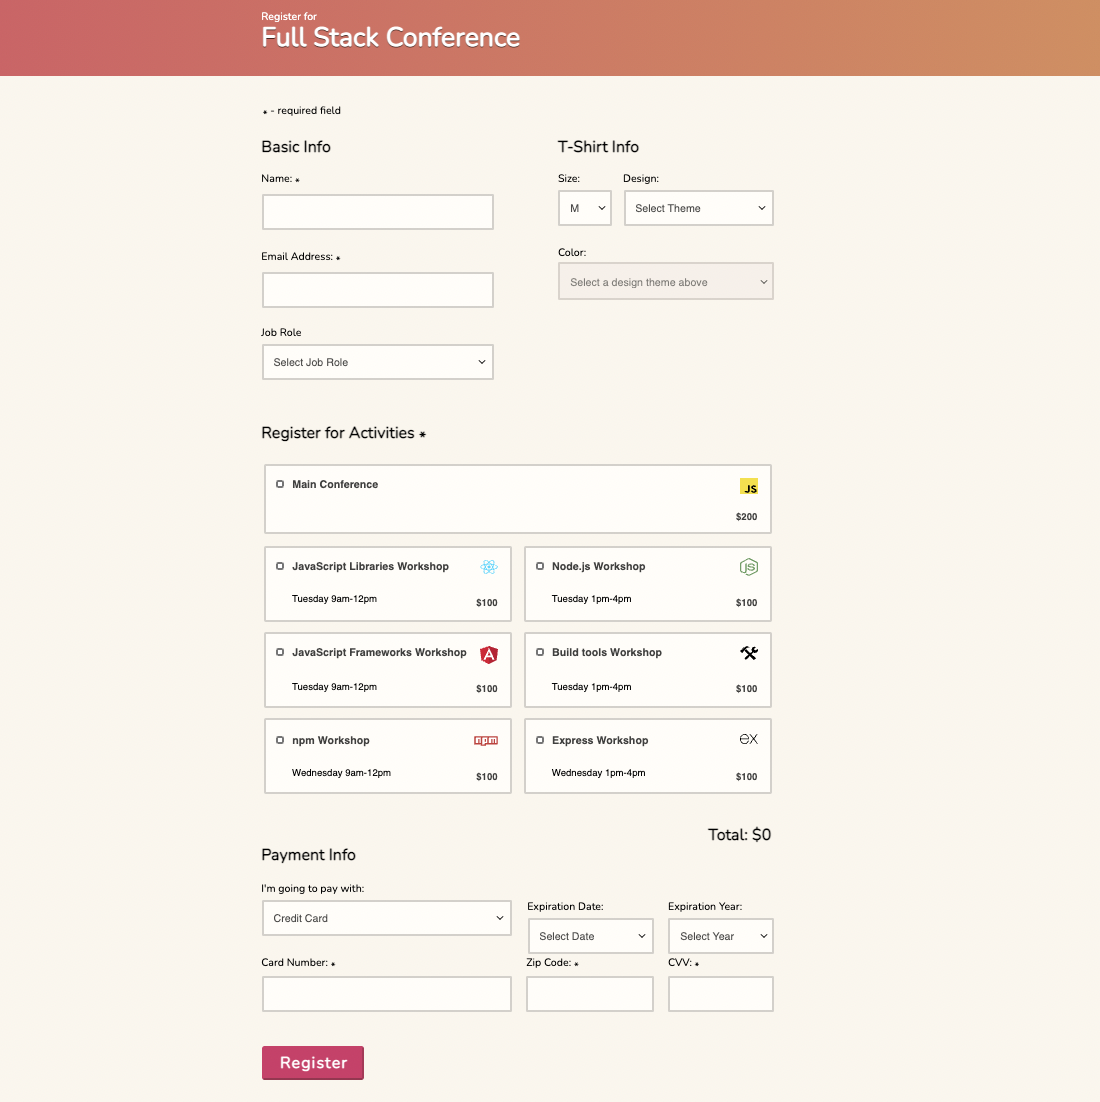 Register for
Full Stack Conference
* - required field
Basic Info
Name: *
Email Address: *
Job Role
Select Job Role
T-Shirt Info
Size:
Design:
M
Select Theme
Color:
Select a design theme above
Register for Activities *
Main Conference
JS
$200
JavaScript Libraries Workshop
Tuesday 9am-12pm
$100
Node.js Workshop
JS
Tuesday 1pm-4pm
$100
JavaScript Frameworks Workshop
A
Tuesday 9am-12pm
$100
Build tools Workshop
Tuesday 1pm-4pm
$100
npm Workshop
npm
Wednesday 9am-12pm
$100
Express Workshop
ex
Wednesday 1pm-4pm
$100
Total: $0
Payment Info
I'm going to pay with:
Credit Card
Expiration Date:
Select Date
Expiration Year:
Select Year
Card Number: *
Zip Code: *
CVV: *
Register